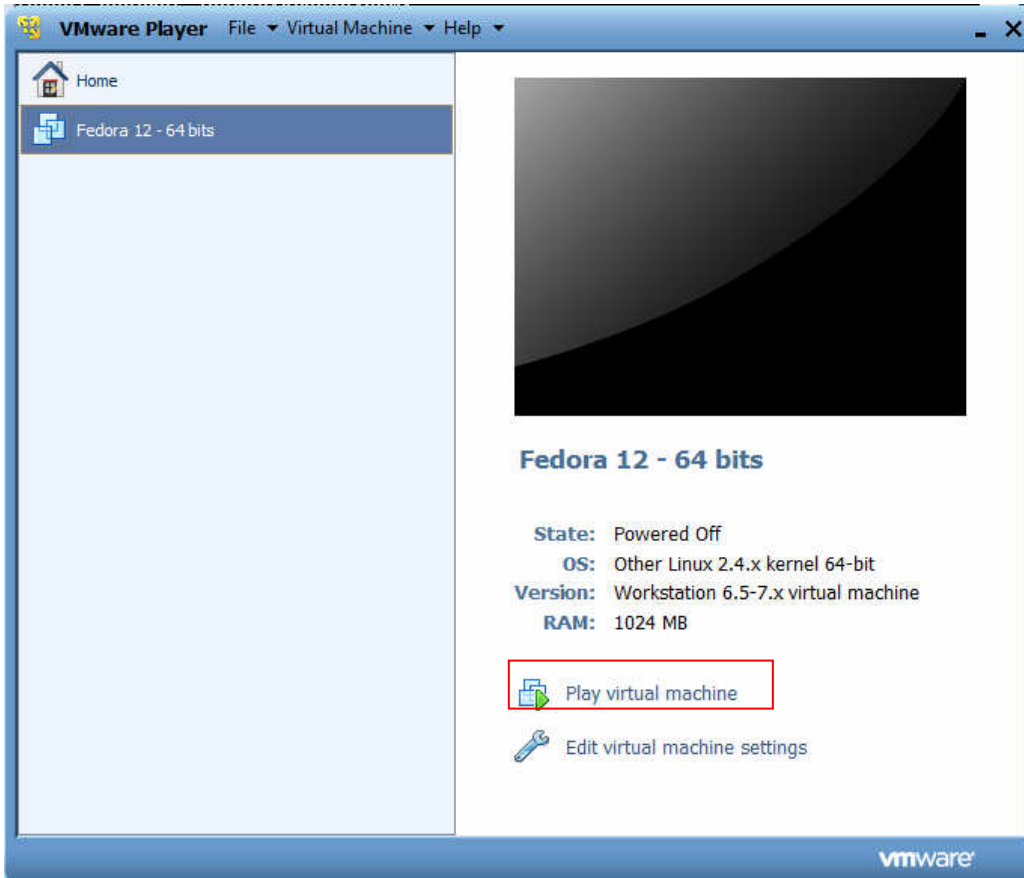 VMware Player File Virtual Machine Help
Home
Fedora 12 - 64 bits
Fedora 12 - 64 bits
State: Powered Off
OS: Other Linux 2.4.x kernel 64-bit
Version: Workstation 6.5-7.x virtual machine
RAM: 1024 MB
Play virtual machine
Edit virtual machine settings
vmware